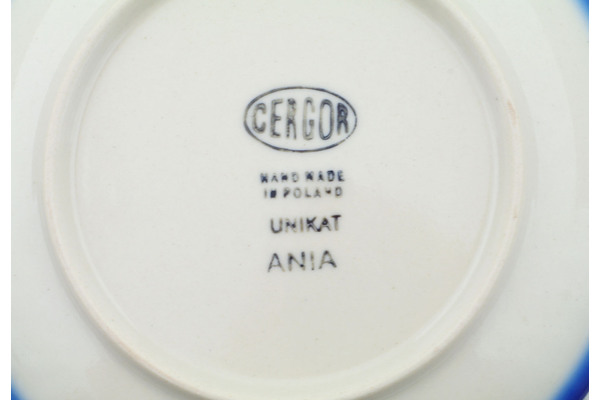 CERGOR
HAND MADE
IN POLAND
UNIKAT
ANIA